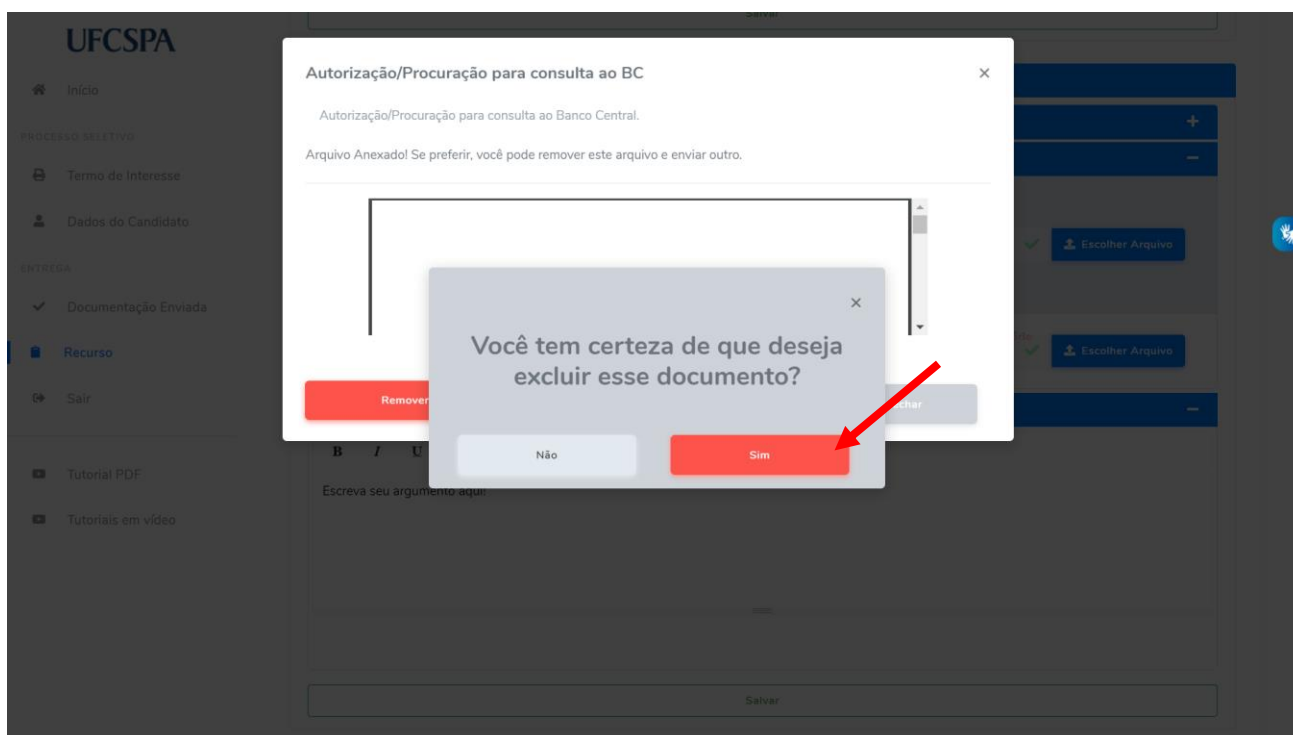 Salvar
UFCSPA
Início
PROCESSO SELETIVO
Termo de Interesse
Dados do Candidato
ENTREGA
Documentação Enviada
Recurso
Sair
Tutorial PDF
Tutoriais em vídeo
Autorização/Procuração para consulta ao BC
×
Autorização/Procuração para consulta ao Banco Central.
Arquivo Anexado! Se preferir, você pode remover este arquivo e enviar outro.
Escolher Arquivo
Escolher Arquivo
×
Você tem certeza de que deseja
excluir esse documento?
Remover
Não
Sim
B I U
Escreva seu argumento aqui!
Salvar